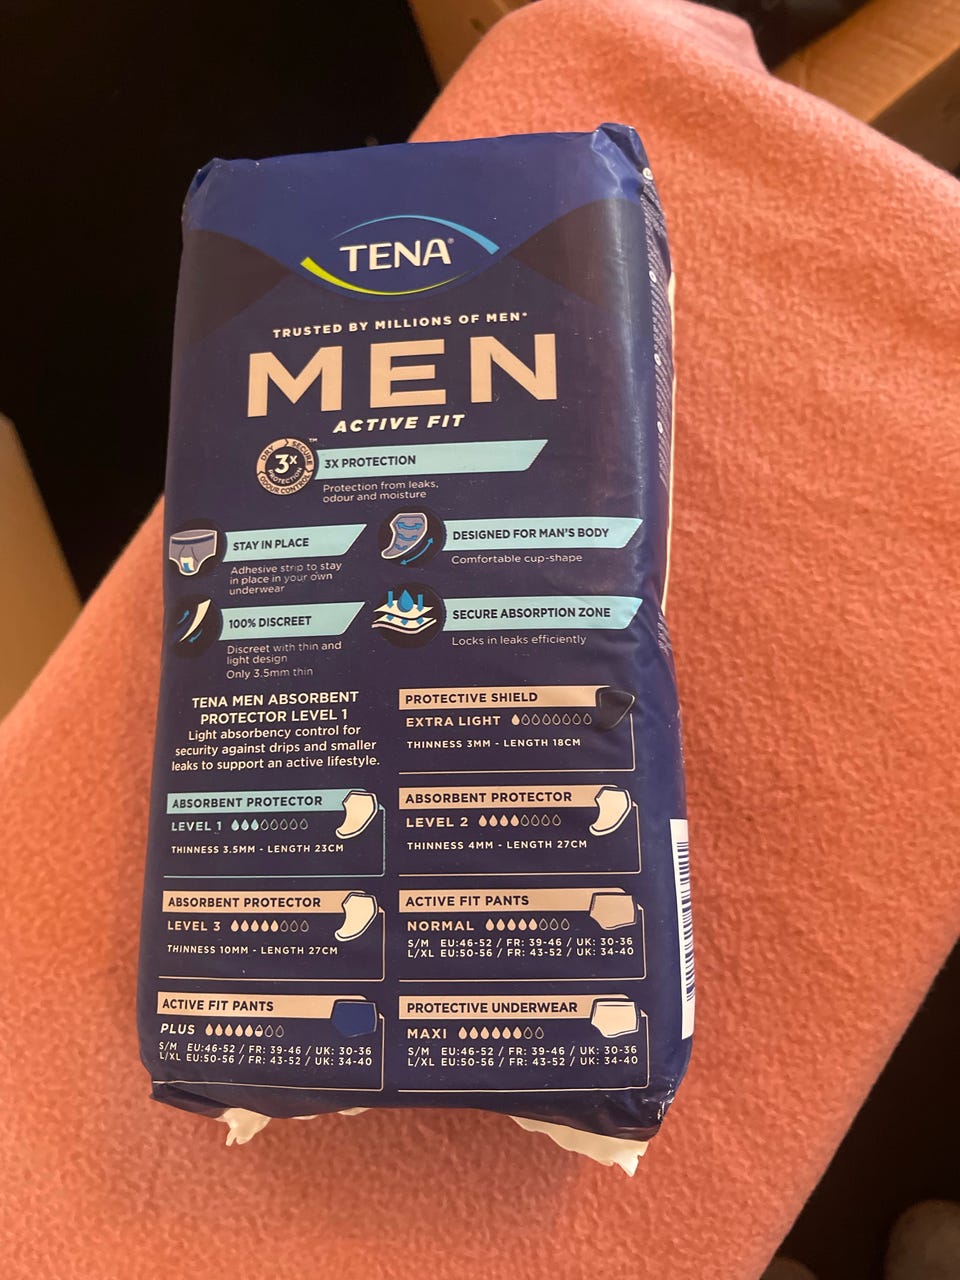 TENA®
TRUSTED BY MILLIONS OF MEN*
MEN
ACTIVE FIT
DRY SECURE
3x
PROTECTION
ODOUR CONTROL
™
3X PROTECTION
Protection from leaks,
odour and moisture
STAY IN PLACE
Adhesive strip to stay
in place in your own
underwear
DESIGNED FOR MAN'S BODY
Comfortable cup-shape
100% DISCREET
Discreet with thin and
light design
Only 3.5mm thin
SECURE ABSORPTION ZONE
Locks in leaks efficiently
TENA MEN ABSORBENT
PROTECTOR LEVEL 1
Light absorbency control for
security against drips and smaller
leaks to support an active lifestyle.
PROTECTIVE SHIELD
EXTRA LIGHT
THINNESS 3MM - LENGTH 18CM
ABSORBENT PROTECTOR
LEVEL 1
THINNESS 3.5MM - LENGTH 23CM
ABSORBENT PROTECTOR
LEVEL 2
THINNESS 4MM - LENGTH 27CM
ABSORBENT PROTECTOR
LEVEL 3
THINNESS 10MM - LENGTH 27CM
ACTIVE FIT PANTS
NORMAL
S/M EU:46-52 / FR: 39-46 / UK: 30-36
L/XL EU:50-56 / FR: 43-52 / UK: 34-40
ACTIVE FIT PANTS
PLUS
S/M EU:46-52 / FR: 39-46 / UK: 30-36
L/XL EU:50-56 / FR: 43-52 / UK: 34-40
PROTECTIVE UNDERWEAR
MAXI
S/M EU:46-52 / FR: 39-46 / UK: 30-36
L/XL EU:50-56 / FR: 43-52 / UK: 34-40